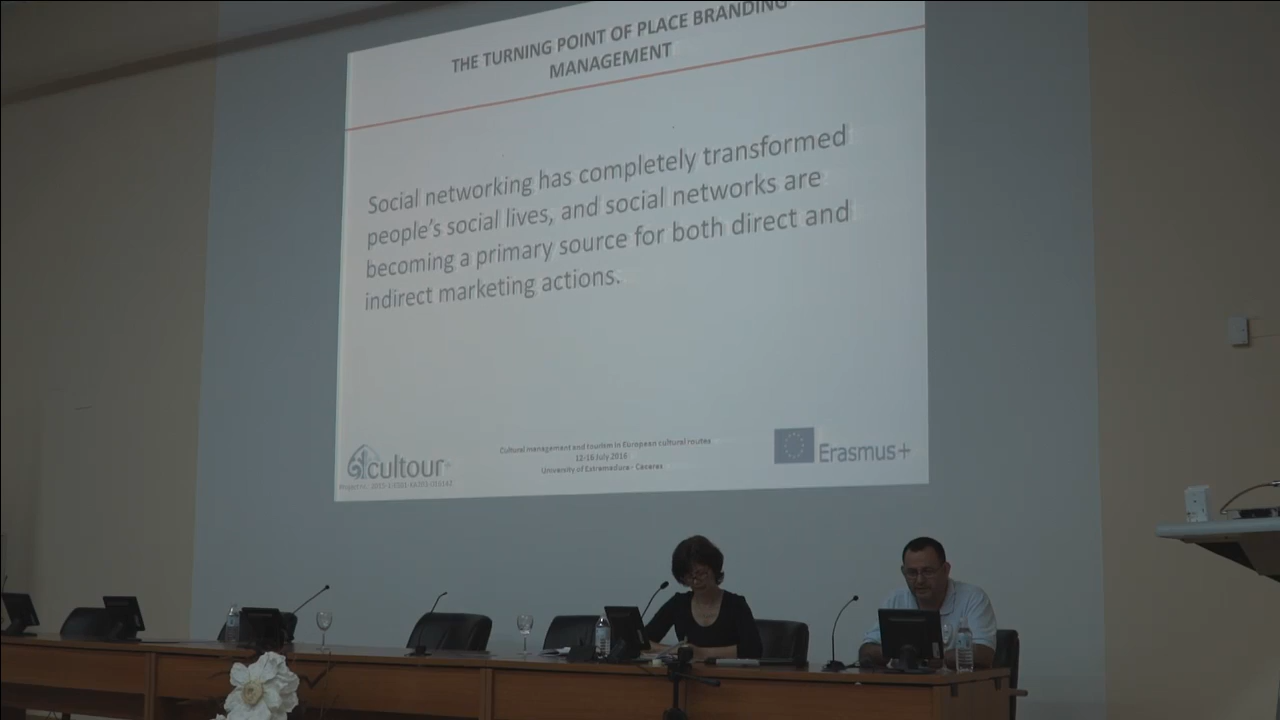 THE TURNING POINT OF PLACE BRANDING
MANAGEMENT
Social networking has completely transformed
people's social lives, and social networks are
becoming a primary source for both direct and
indirect marketing actions.
cultour
Cultural management and tourism in European cultural routes
12-16 July 2016
University of Extremadura - Caceres
Erasmus+